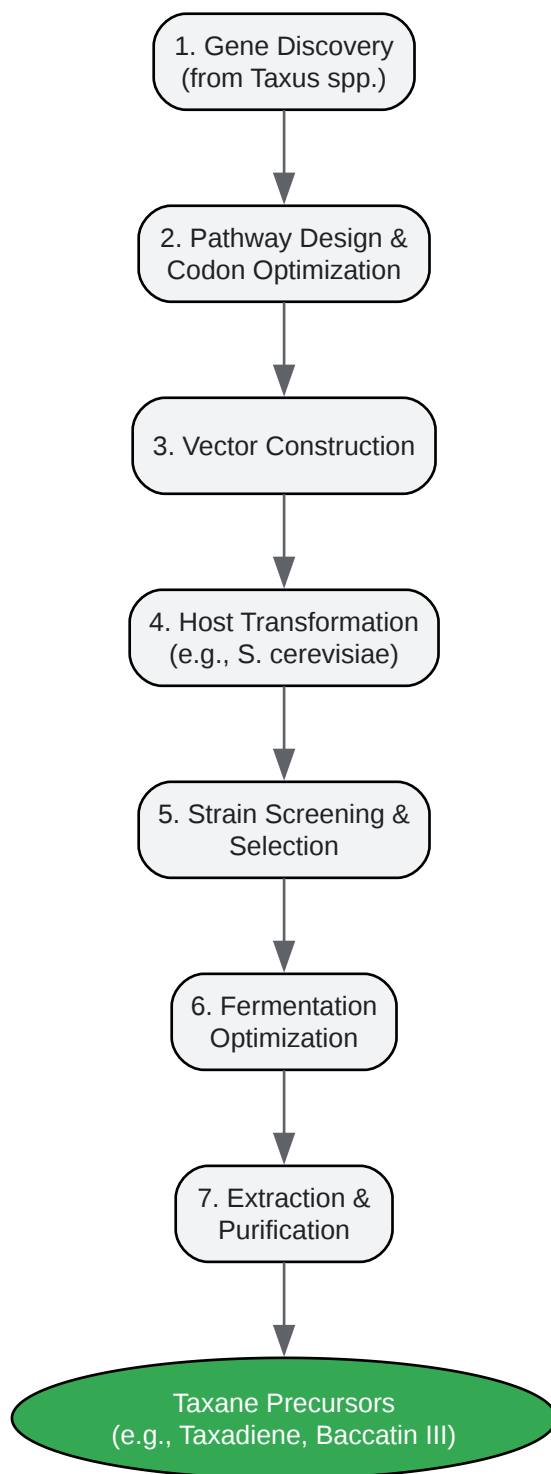 1. Gene Discovery
(from Taxus spp.)
2. Pathway Design &
Codon Optimization
3. Vector Construction
4. Host Transformation
(e.g., S. cerevisiae)
5. Strain Screening &
Selection
6. Fermentation
Optimization
7. Extraction &
Purification
Taxane Precursors
(e.g., Taxadiene, Baccatin III)